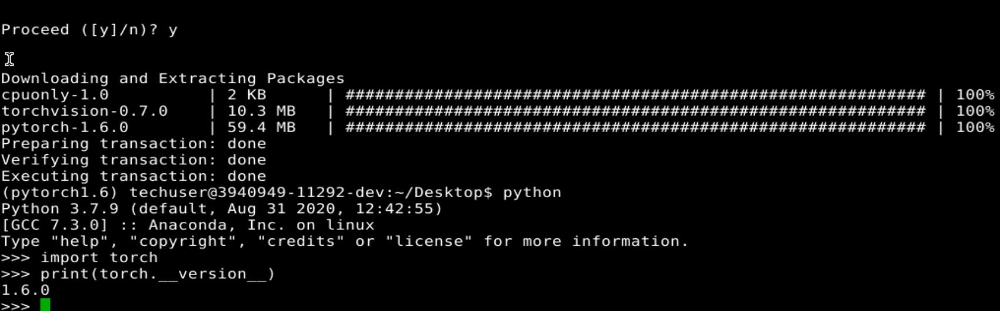 Proceed ([y]/n)? y
Downloading and Extracting Packages
cpuonly-1.0          | 2 KB      | ########################################################### | 100%
torchvision-0.7.0    | 10.3 MB   | ########################################################### | 100%
pytorch-1.6.0        | 59.4 MB   | ########################################################### | 100%
Preparing transaction: done
Verifying transaction: done
Executing transaction: done
(pytorch1.6) techuser@3940949-11292-dev:~/Desktop$ python
Python 3.7.9 (default, Aug 31 2020, 12:42:55)
[GCC 7.3.0] :: Anaconda, Inc. on linux
Type "help", "copyright", "credits" or "license" for more information.
>>> import torch
>>> print(torch.__version__)
1.6.0
>>>